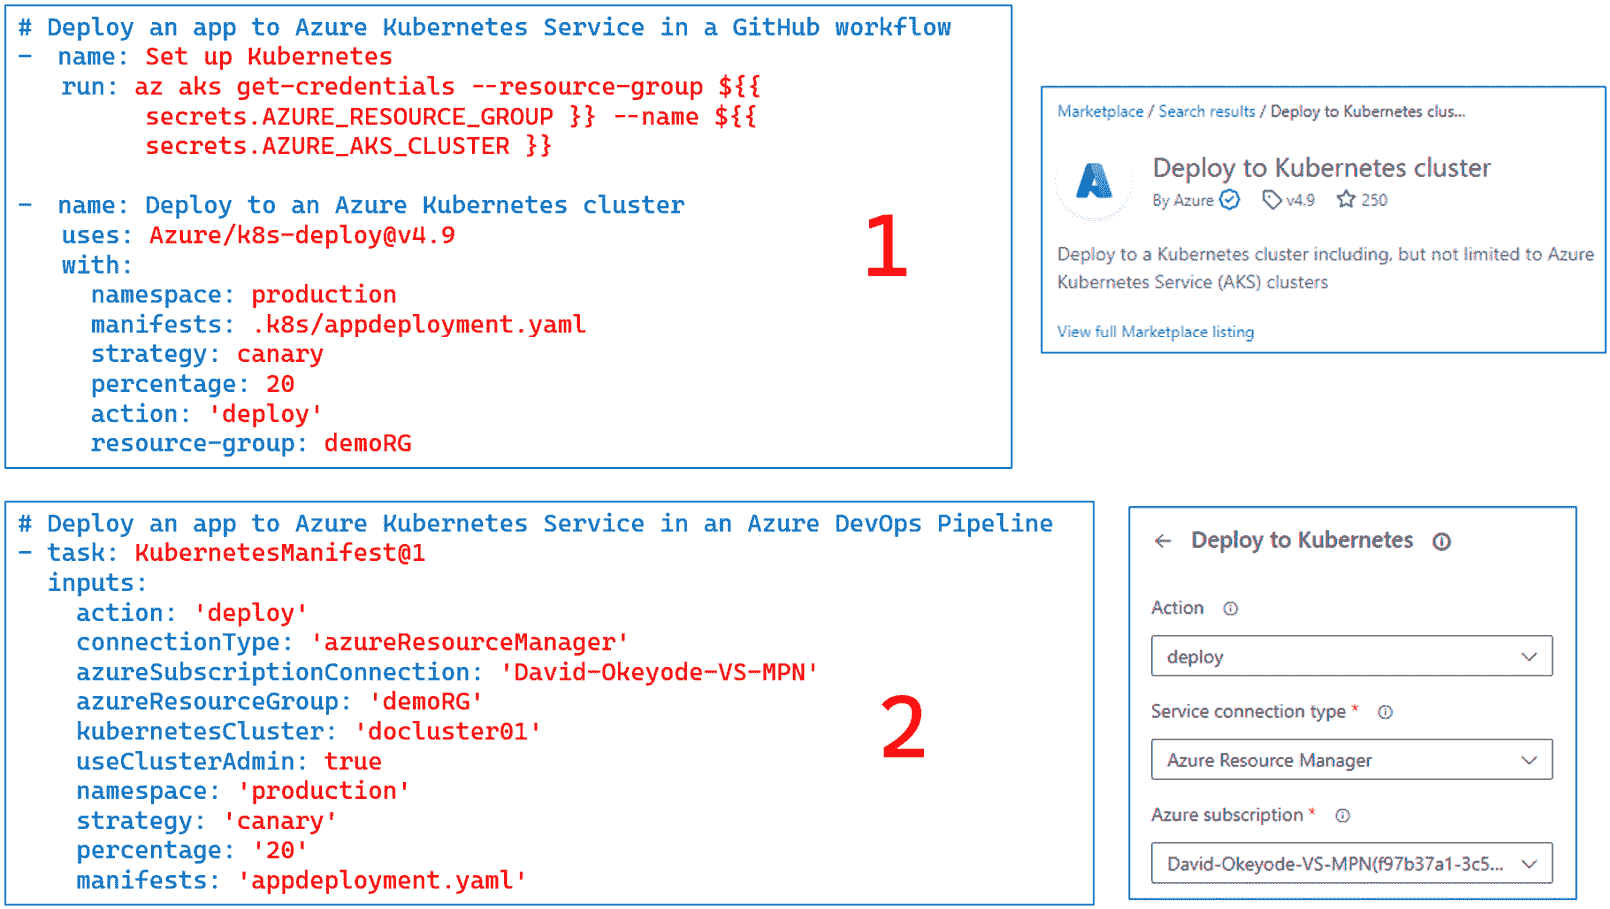 # Deploy an app to Azure Kubernetes Service in a GitHub workflow
- name: Set up Kubernetes
run: az aks get-credentials --resource-group ${{
secrets.AZURE_RESOURCE_GROUP }} --name ${{
secrets.AZURE_AKS_CLUSTER }}
- name: Deploy to an Azure Kubernetes cluster
uses: Azure/k8s-deploy@v4.9
with:
namespace: production
manifests: .k8s/appdeployment.yaml
strategy: canary
percentage: 20
action: 'deploy'
resource-group: demoRG
1
Marketplace / Search results / Deploy to Kubernetes clus...
Deploy to Kubernetes cluster
By Azure v4.9 250
Deploy to a Kubernetes cluster including, but not limited to Azure
Kubernetes Service (AKS) clusters
View full Marketplace listing
# Deploy an app to Azure Kubernetes Service in an Azure DevOps Pipeline
- task: KubernetesManifest@1
inputs:
action: 'deploy'
connectionType: 'azureResourceManager'
azureSubscriptionConnection: 'David-Okeyode-VS-MPN'
azureResourceGroup: 'demoRG'
kubernetesCluster: 'docluster01'
useClusterAdmin: true
namespace: 'production'
strategy: 'canary'
percentage: '20'
manifests: 'appdeployment.yaml'
2
← Deploy to Kubernetes
Action
deploy
Service connection type *
Azure Resource Manager
Azure subscription *
David-Okeyode-VS-MPN(f97b37a1-3c5...